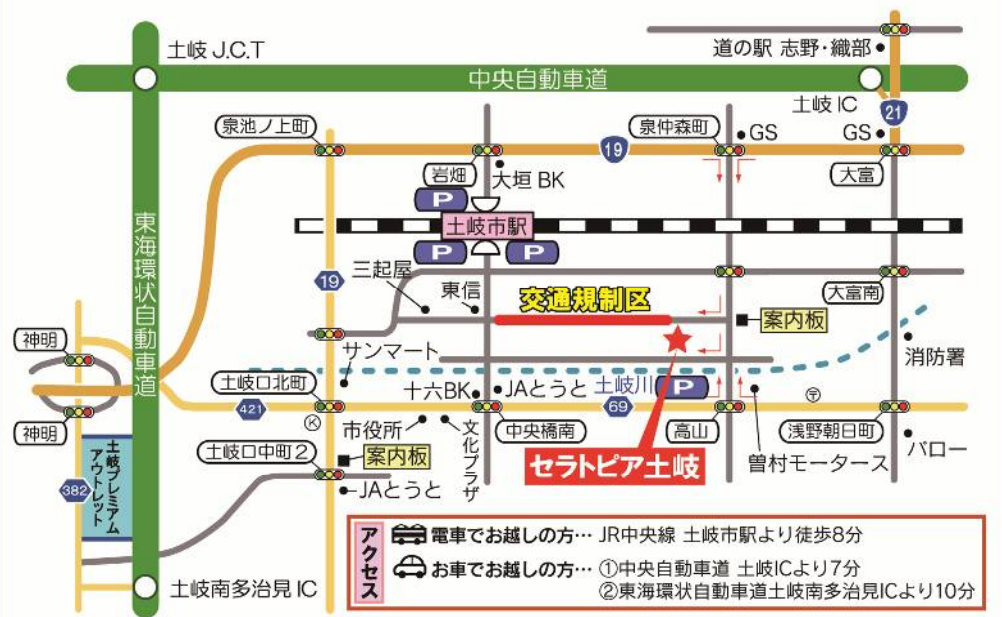 土岐 J.C.T
道の駅 志野・織部
中央自動車道
土岐 IC
21
泉池ノ上町
泉仲森町
GS
GS
19
岩畑
大垣 BK
大富
P
東海環状自動車道
土岐市駅
P
P
三起屋
19
東信
交通規制区
大富南
案内板
神明
サンマート
消防署
土岐口北町
十六BK
JAとうと
土岐川
P
421
69
〒
神明
K
市役所
文化プラザ
中央橋南
高山
曽村モータース
浅野朝日町
バロー
土岐口中町2
案内板
セラトピア土岐
土岐プレミアム
アウトレット
382
JAとうと
アクセス
電車でお越しの方… JR中央線 土岐市駅より徒歩8分
お車でお越しの方… ①中央自動車道 土岐ICより7分
②東海環状自動車道土岐南多治見ICより10分
土岐南多治見 IC